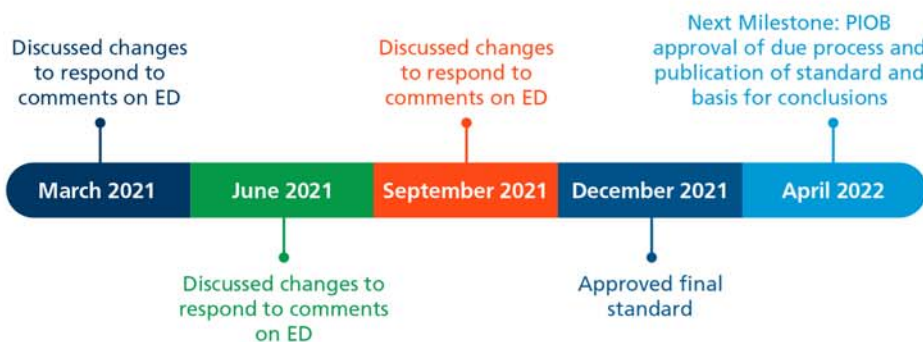 Discussed changes
to respond to
comments on ED
Discussed changes
to respond to
comments on ED
Next Milestone: PIOB
approval of due process and
publication of standard and
basis for conclusions
March 2021
June 2021
September 2021
December 2021
April 2022
Discussed changes to
respond to comments
on ED
Approved final
standard